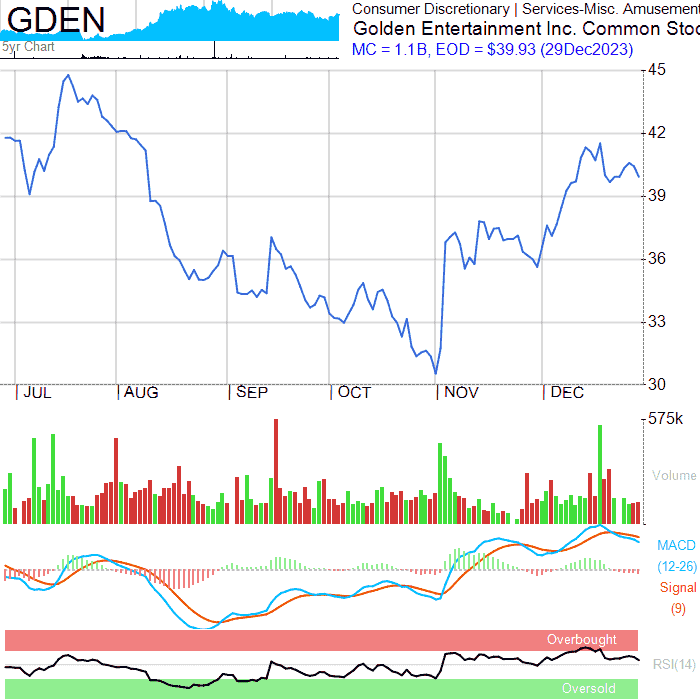 GDEN
5yr Chart
Consumer Discretionary | Services-Misc. Amusement
Golden Entertainment Inc. Common Stoc
MC = 1.1B, EOD = $39.93 (29Dec2023)
45
42
39
36
33
30
| JUL | AUG | SEP | OCT | NOV | DEC
575k
Volume
MACD
(12-26)
Signal
(9)
Overbought
RSI(14)
Oversold